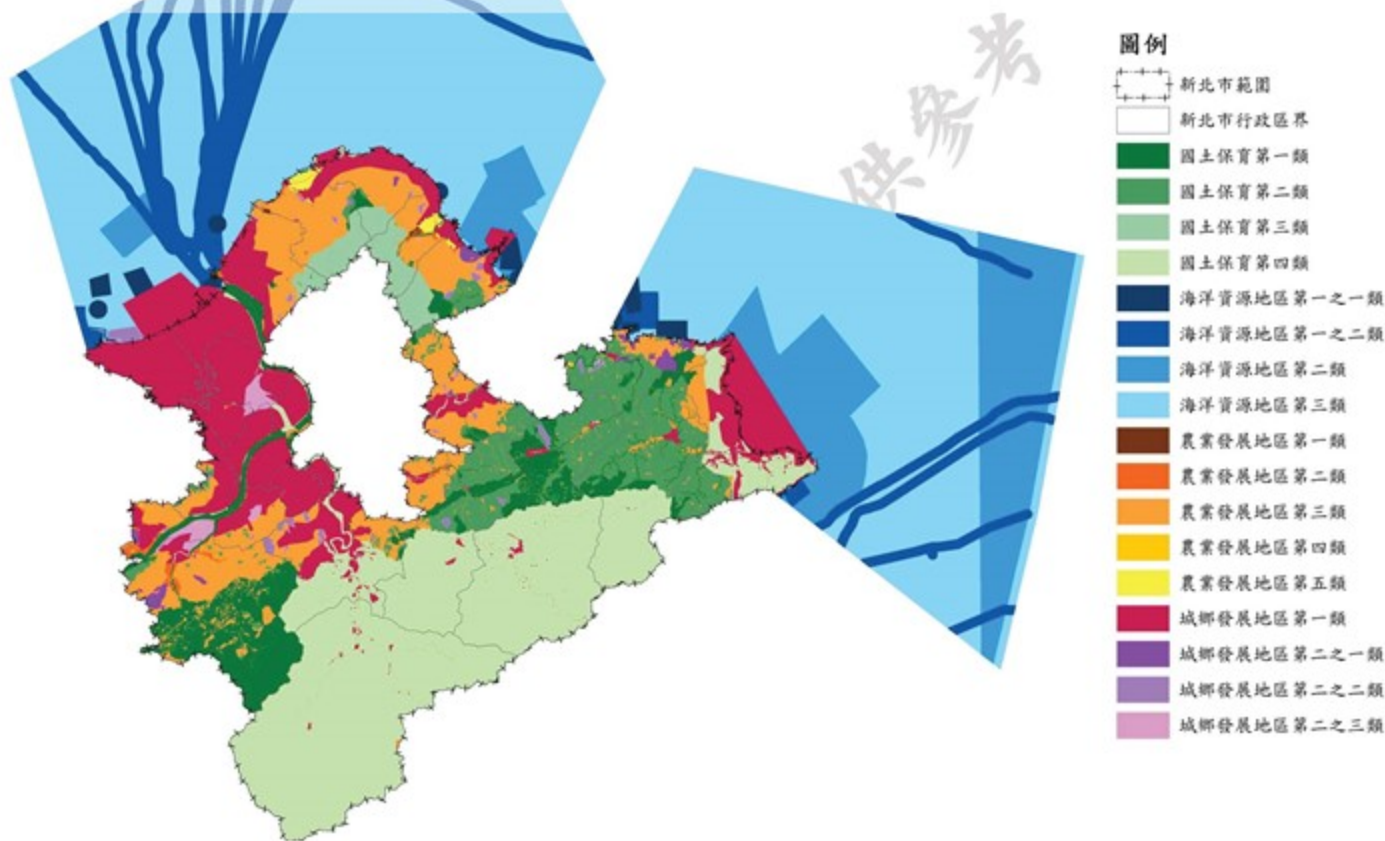 供參考
圖例
新北市範圍
新北市行政區界
國土保育第一類
國土保育第二類
國土保育第三類
國土保育第四類
海洋資源地區第一之一類
海洋資源地區第一之二類
海洋資源地區第二類
海洋資源地區第三類
農業發展地區第一類
農業發展地區第二類
農業發展地區第三類
農業發展地區第四類
農業發展地區第五類
城鄉發展地區第一類
城鄉發展地區第二之一類
城鄉發展地區第二之二類
城鄉發展地區第二之三類